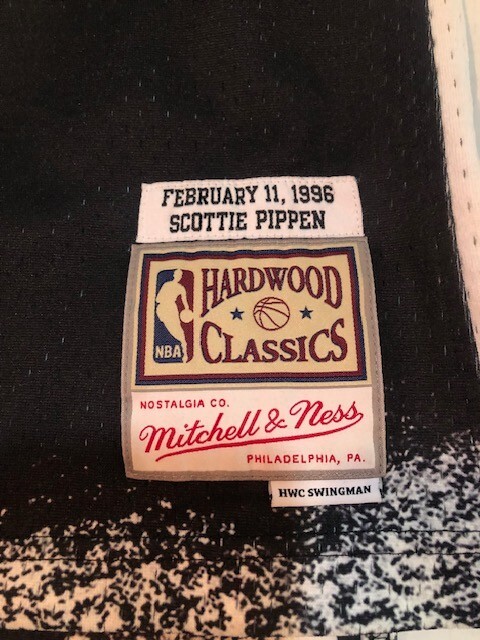 FEBRUARY 11, 1996
SCOTTIE PIPPEN
HARDWOOD
CLASSICS
NBA
NOSTALGIA CO.
Mitchell & Ness
PHILADELPHIA, PA.
HWC SWINGMAN